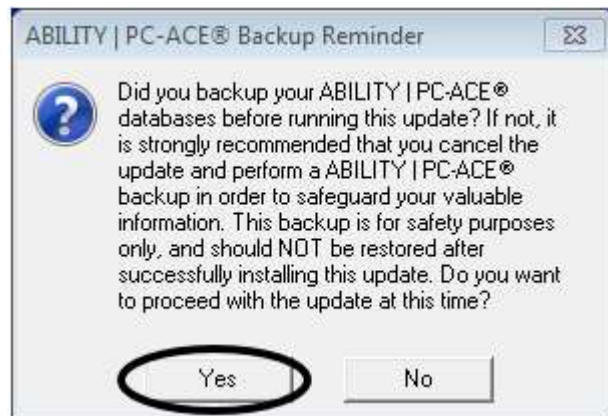 ABILITY | PC-ACE® Backup Reminder
Did you backup your ABILITY | PC-ACE®
databases before running this update? If not, it
is strongly recommended that you cancel the
update and perform a ABILITY | PC-ACE®
backup in order to safeguard your valuable
information. This backup is for safety purposes
only, and should NOT be restored after
successfully installing this update. Do you want
to proceed with the update at this time?
Yes No